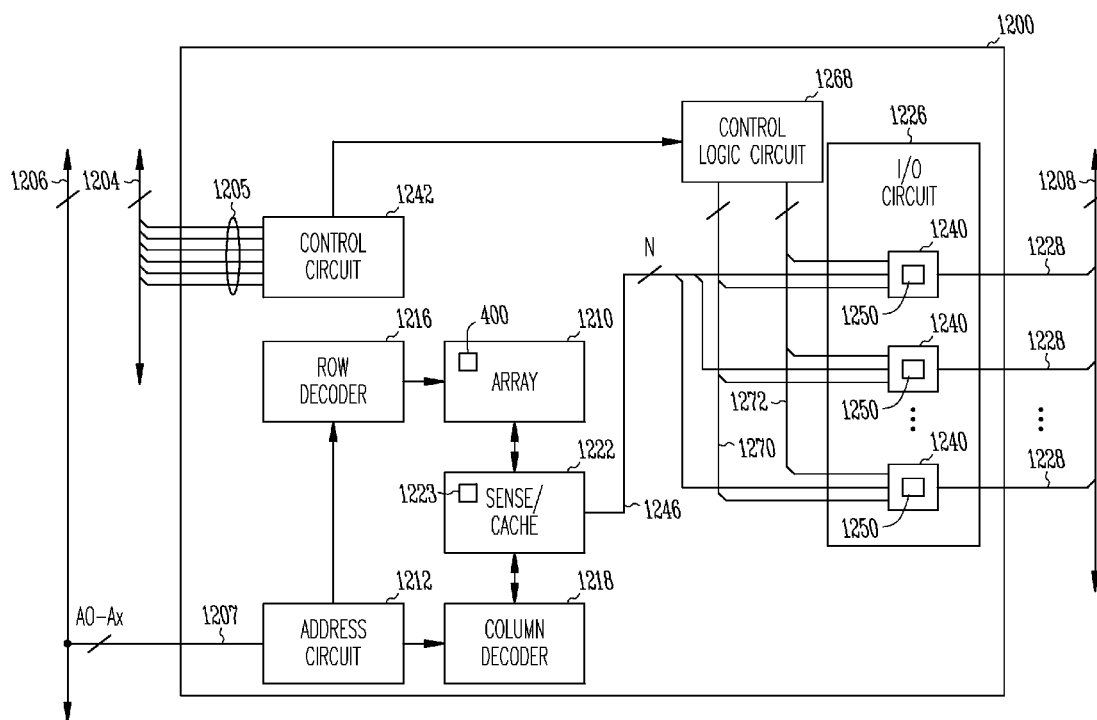 1200
1206
1204
1205
1242
CONTROL
CIRCUIT
1268
CONTROL
LOGIC CIRCUIT
1226
I/O
CIRCUIT
1208
N
1240
1250
1228
1216
ROW
DECODER
400
1210
ARRAY
1240
1250
1228
1272
1270
1222
1223
SENSE/
CACHE
1246
1240
1250
1228
A0-Ax
1207
1212
ADDRESS
CIRCUIT
1218
COLUMN
DECODER